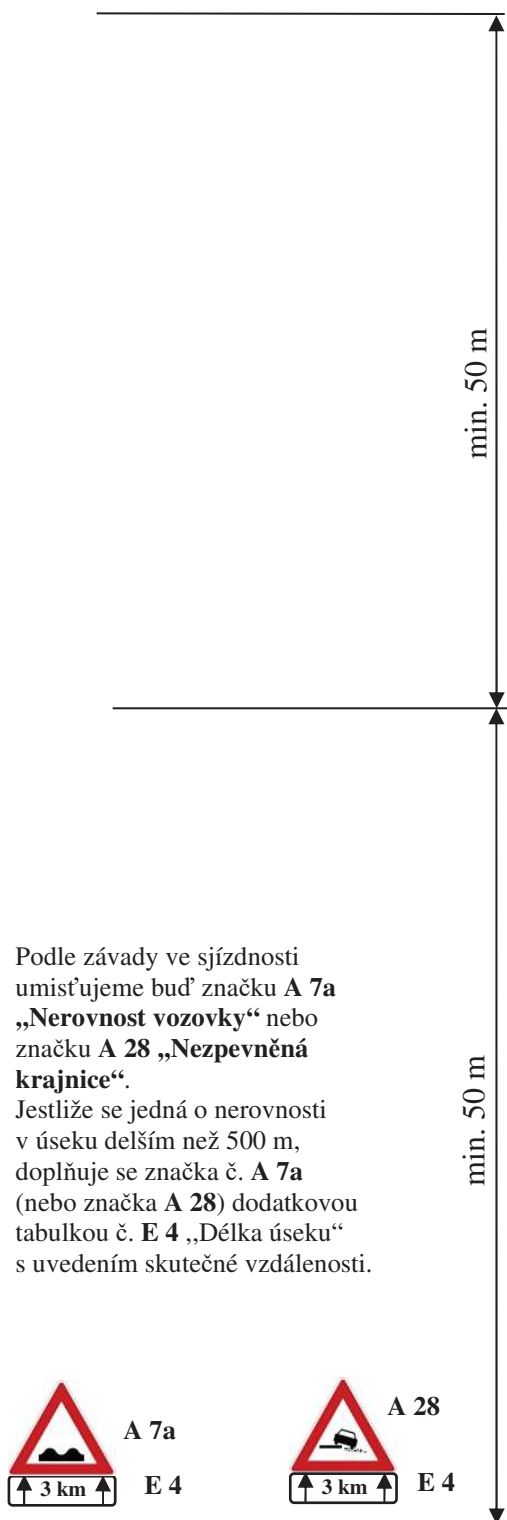 min. 50 m
Podle závady ve sjízdnosti
umisťujeme buď značku A 7a
„Nerovnost vozovky“ nebo
značku A 28 „Nezpevněná
krajnice“.
Jestliže se jedná o nerovnosti
v úseku delším než 500 m,
doplňuje se značka č. A 7a
(nebo značka A 28) dodatkovou
tabulkou č. E 4 „Délka úseku“
s uvedením skutečné vzdálenosti.
min. 50 m
A 7a
3 km
E 4
A 28
3 km
E 4